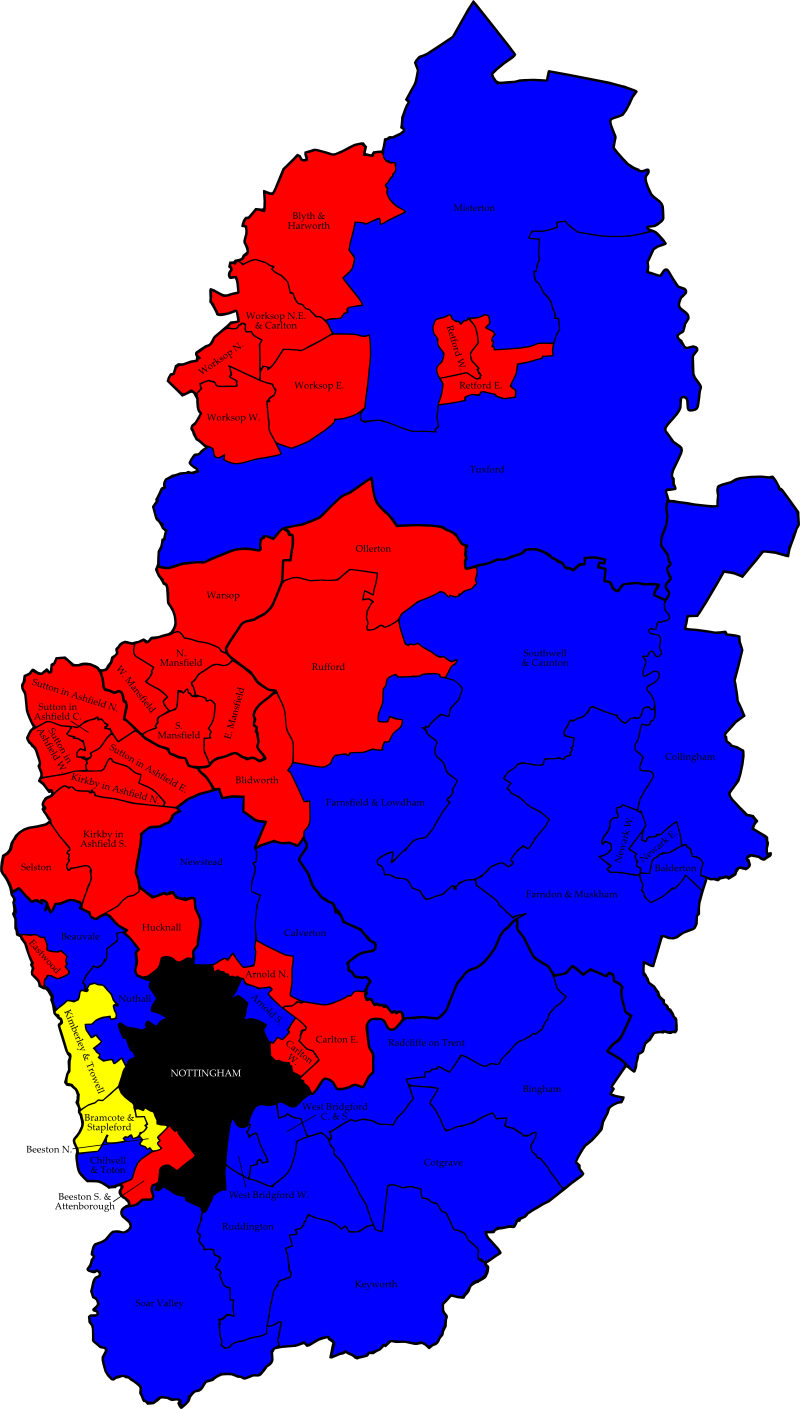 Misterton
Blyth &
Harworth
Worksop N.E.
& Carlton
Retford W.
Worksop N.
Worksop E.
Retford E.
Worksop W.
Tuxford
Ollerton
Warsop
N.
Mansfield
Southwell
& Caunton
Rufford
W. Mansfield
Sutton in Ashfield N.
E. Mansfield
Sutton in
Ashfield C.
S.
Mansfield
Sutton in
Ashfield W.
Sutton in Ashfield E.
Collingham
Blidworth
Kirkby in Ashfield N.
Farnsfield & Lowdham
Kirkby in
Ashfield S.
Newark W.
Newark E.
Newstead
Selston
Balderton
Farndon & Muskham
Hucknall
Calverton
Beauvale
Eastwood
Arnold N.
Nuthall
Arnold S.
Kimberley & Trowell
Carlton E.
Radcliffe on Trent
Carlton
W.
NOTTINGHAM
Bingham
West Bridgford
C. & S.
Bramcote &
Stapleford
Beeston N.
Chilwell
& Toton
Cotgrave
West Bridgford W.
Beeston S. &
Attenborough
Ruddington
Keyworth
Soar Valley